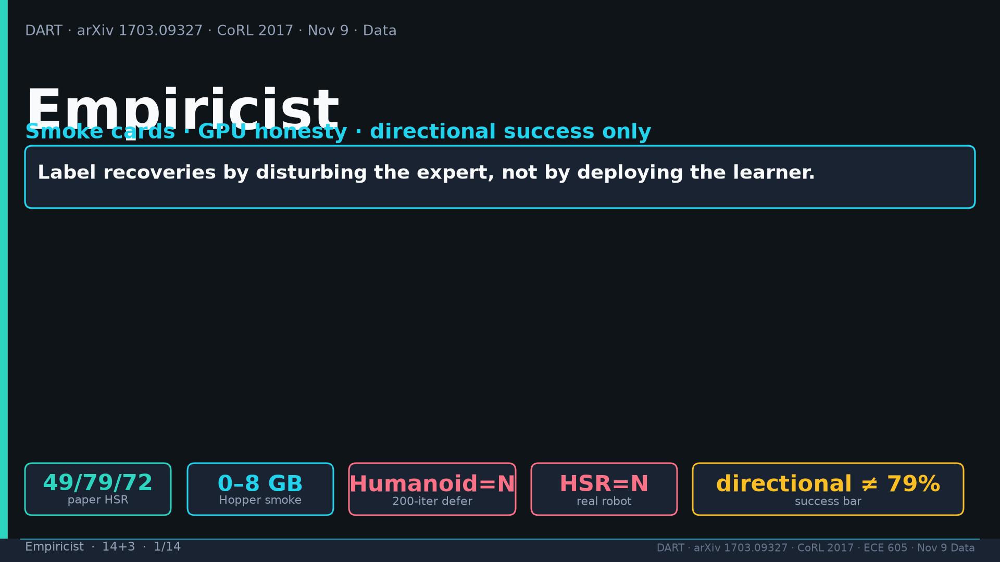 DART · arXiv 1703.09327 · CoRL 2017 · Nov 9 · Data
Empiricist
Smoke cards · GPU honesty · directional success only
Label recoveries by disturbing the expert, not by deploying the learner.
49/79/72
paper HSR
0–8 GB
Hopper smoke
Humanoid=N
200-iter defer
HSR=N
real robot
directional ≠ 79%
success bar
Empiricist · 14+3 · 1/14
DART · arXiv 1703.09327 · CoRL 2017 · ECE 605 · Nov 9 Data